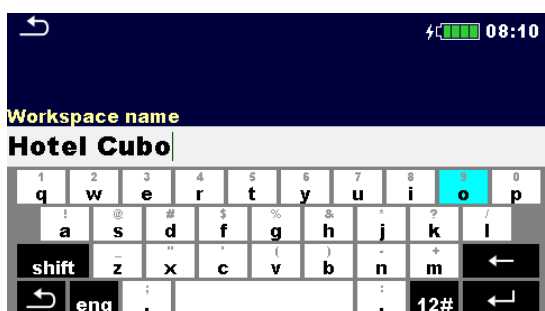 08:10
Workspace name
Hotel Cubo
1 2 3 4 5 6 7 8 9 0
q w e r t y u i o p
! @ # $ % & * ? /
a s d f g h j k l
_ " ' ( ) - +
shift z x c v b n m
; :
eng , . 12#